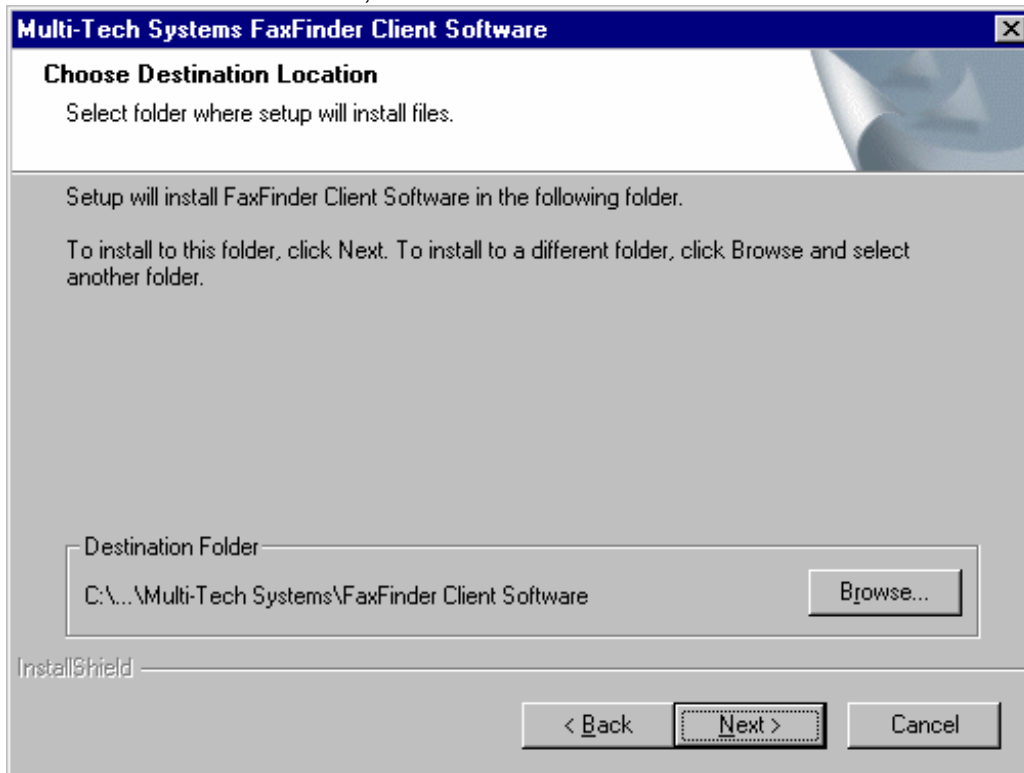 Multi-Tech Systems FaxFinder Client Software
Choose Destination Location
Select folder where setup will install files.
Setup will install FaxFinder Client Software in the following folder.
To install to this folder, click Next. To install to a different folder, click Browse and select
another folder.
Destination Folder
C:\...\Multi-Tech Systems\FaxFinder Client Software
Browse...
InstallShield
< Back
Next >
Cancel